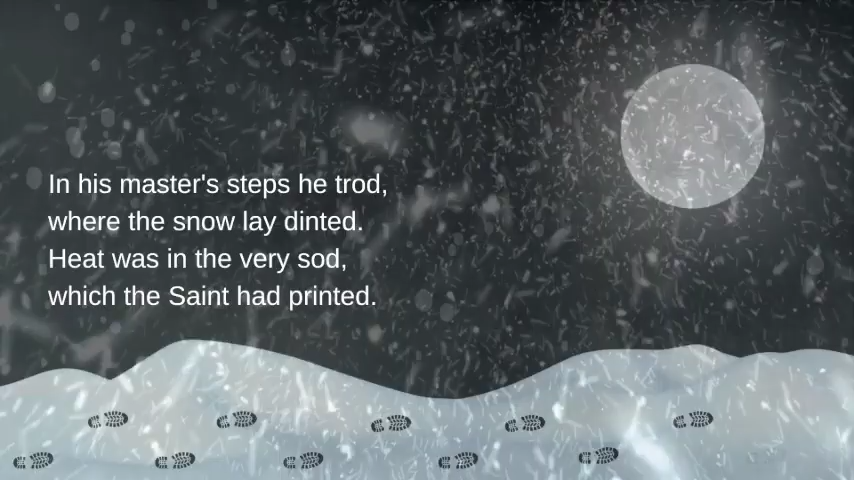 In his master's steps he trod,
where the snow lay dinted.
Heat was in the very sod,
which the Saint had printed.